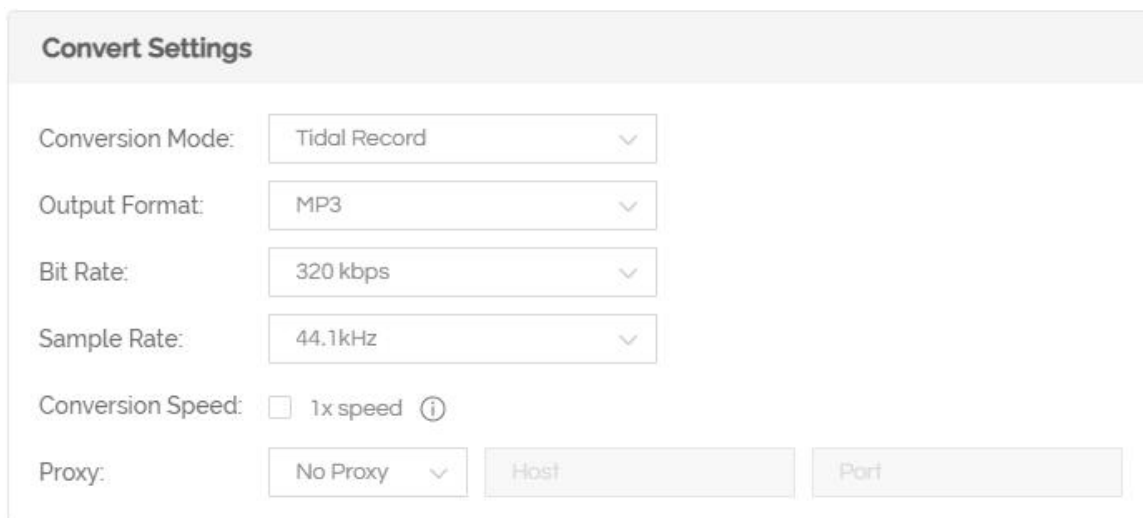 Convert Settings
Conversion Mode: Tidal Record
Output Format: MP3
Bit Rate: 320 kbps
Sample Rate: 44.1kHz
Conversion Speed: 1x speed
Proxy: No Proxy Host Port